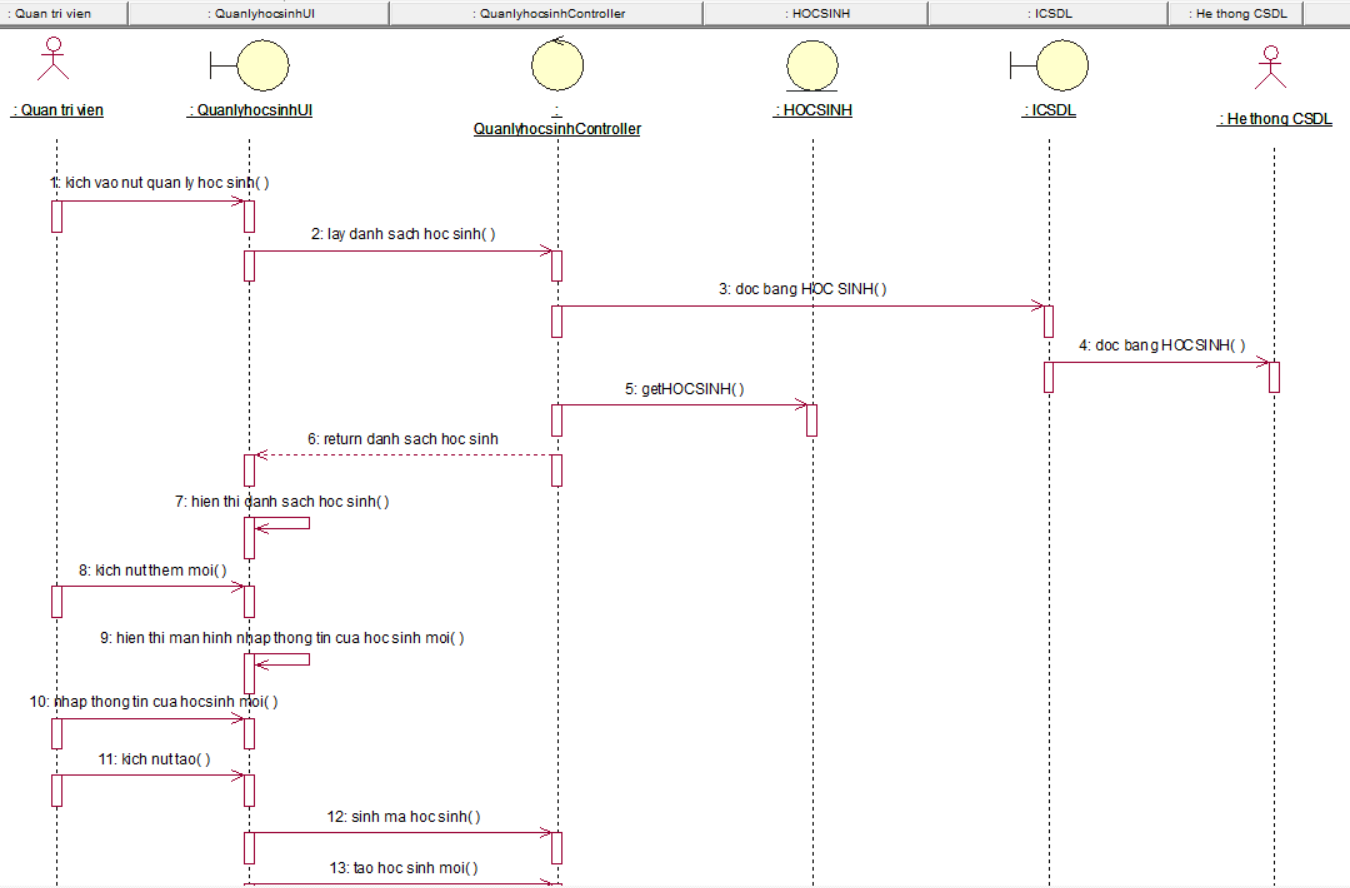 : Quan tri vien
: QuanlyhocsinhUI
: QuanlyhocsinhController
: HOCSINH
: ICSDL
: He thong CSDL
: Quan tri vien
: QuanlyhocsinhUI
:
QuanlyhocsinhController
: HOCSINH
: ICSDL
: He thong CSDL
1: kich vao nut quan ly hoc sinh( )
2: lay danh sach hoc sinh( )
3: doc bang HOC SINH( )
4: doc bang HOCSINH( )
5: getHOCSINH( )
6: return danh sach hoc sinh
7: hien thi danh sach hoc sinh( )
8: kich nut them moi( )
9: hien thi man hinh nhap thong tin cua hoc sinh moi( )
10: nhap thong tin cua hocsinh moi( )
11: kich nut tao( )
12: sinh ma hoc sinh( )
13: tao hoc sinh moi( )